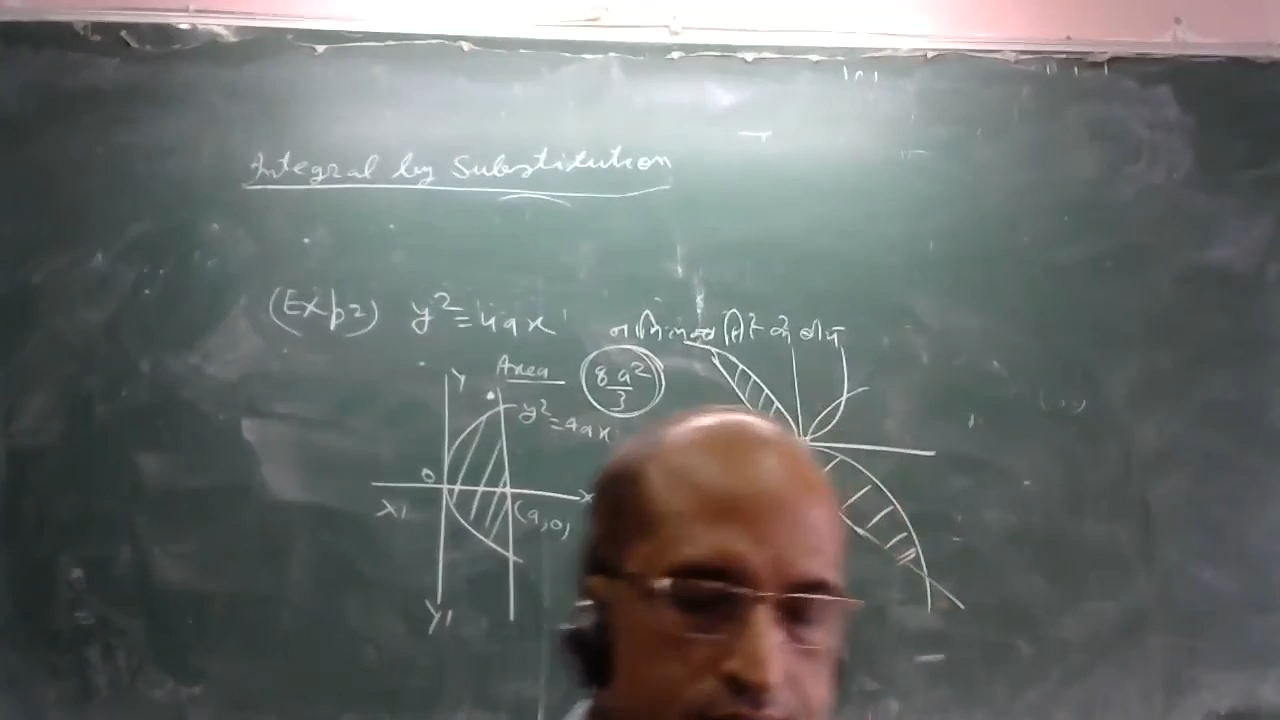 Integral by Substitution
(Exp2) y² = 4ax
Area 8a²/3
Y
y² = 4ax
O
X
X1
(a,0)
Y1